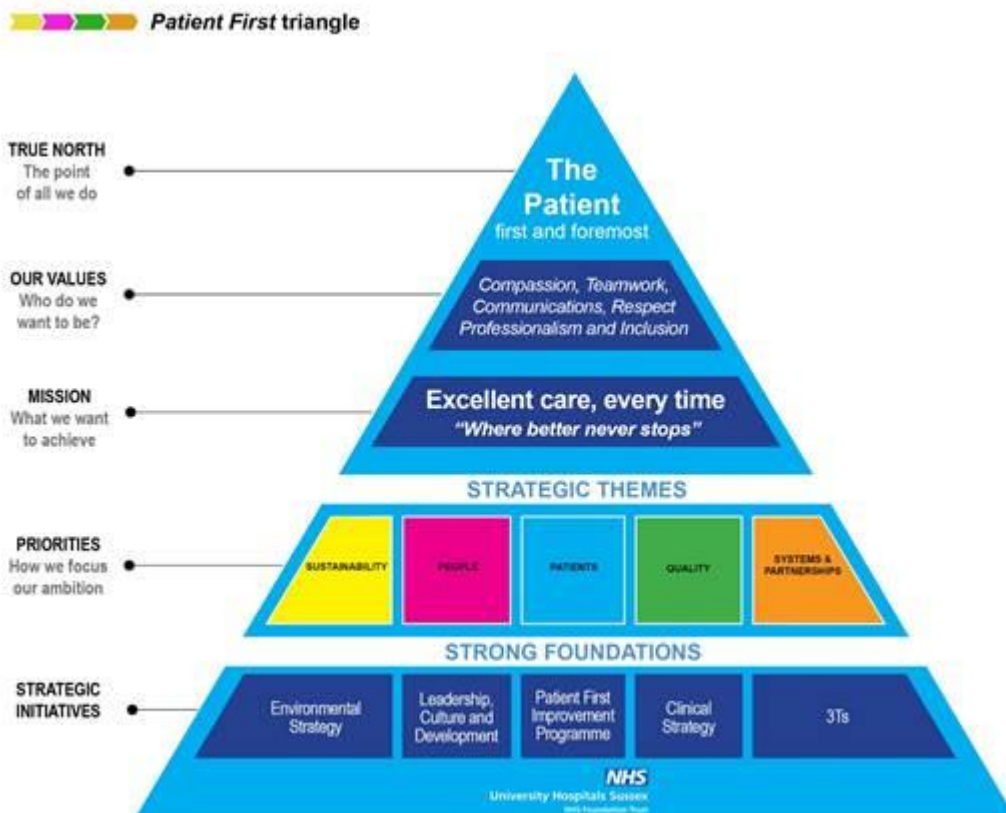 Patient First triangle
TRUE NORTH
The point
of all we do
The
Patient
first and foremost
OUR VALUES
Who do we
want to be?
Compassion, Teamwork,
Communications, Respect
Professionalism and Inclusion
MISSION
What we want
to achieve
Excellent care, every time
“Where better never stops”
STRATEGIC THEMES
PRIORITIES
How we focus
our ambition
SUSTAINABILITY
PEOPLE
PATIENTS
QUALITY
SYSTEMS &
PARTNERSHIPS
STRONG FOUNDATIONS
STRATEGIC
INITIATIVES
Environmental
Strategy
Leadership,
Culture and
Development
Patient First
Improvement
Programme
Clinical
Strategy
3Ts
NHS
University Hospitals Sussex
NHS Foundation Trust